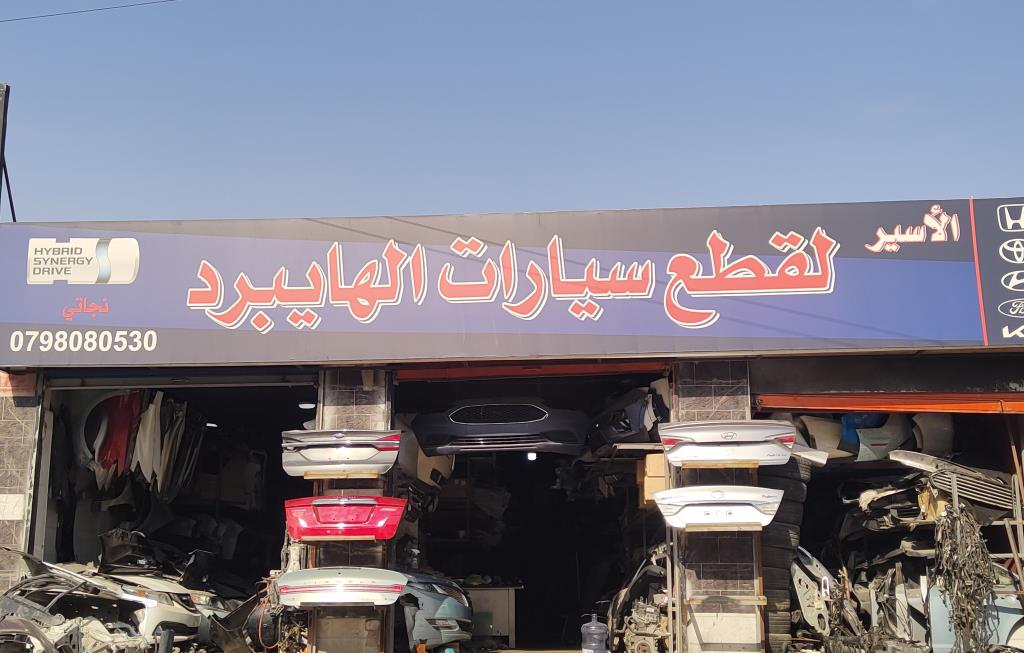 الأسير
لقطع سيارات الهايبرد
HYBRID
SYNERGY
DRIVE
نجاتي
0798080530